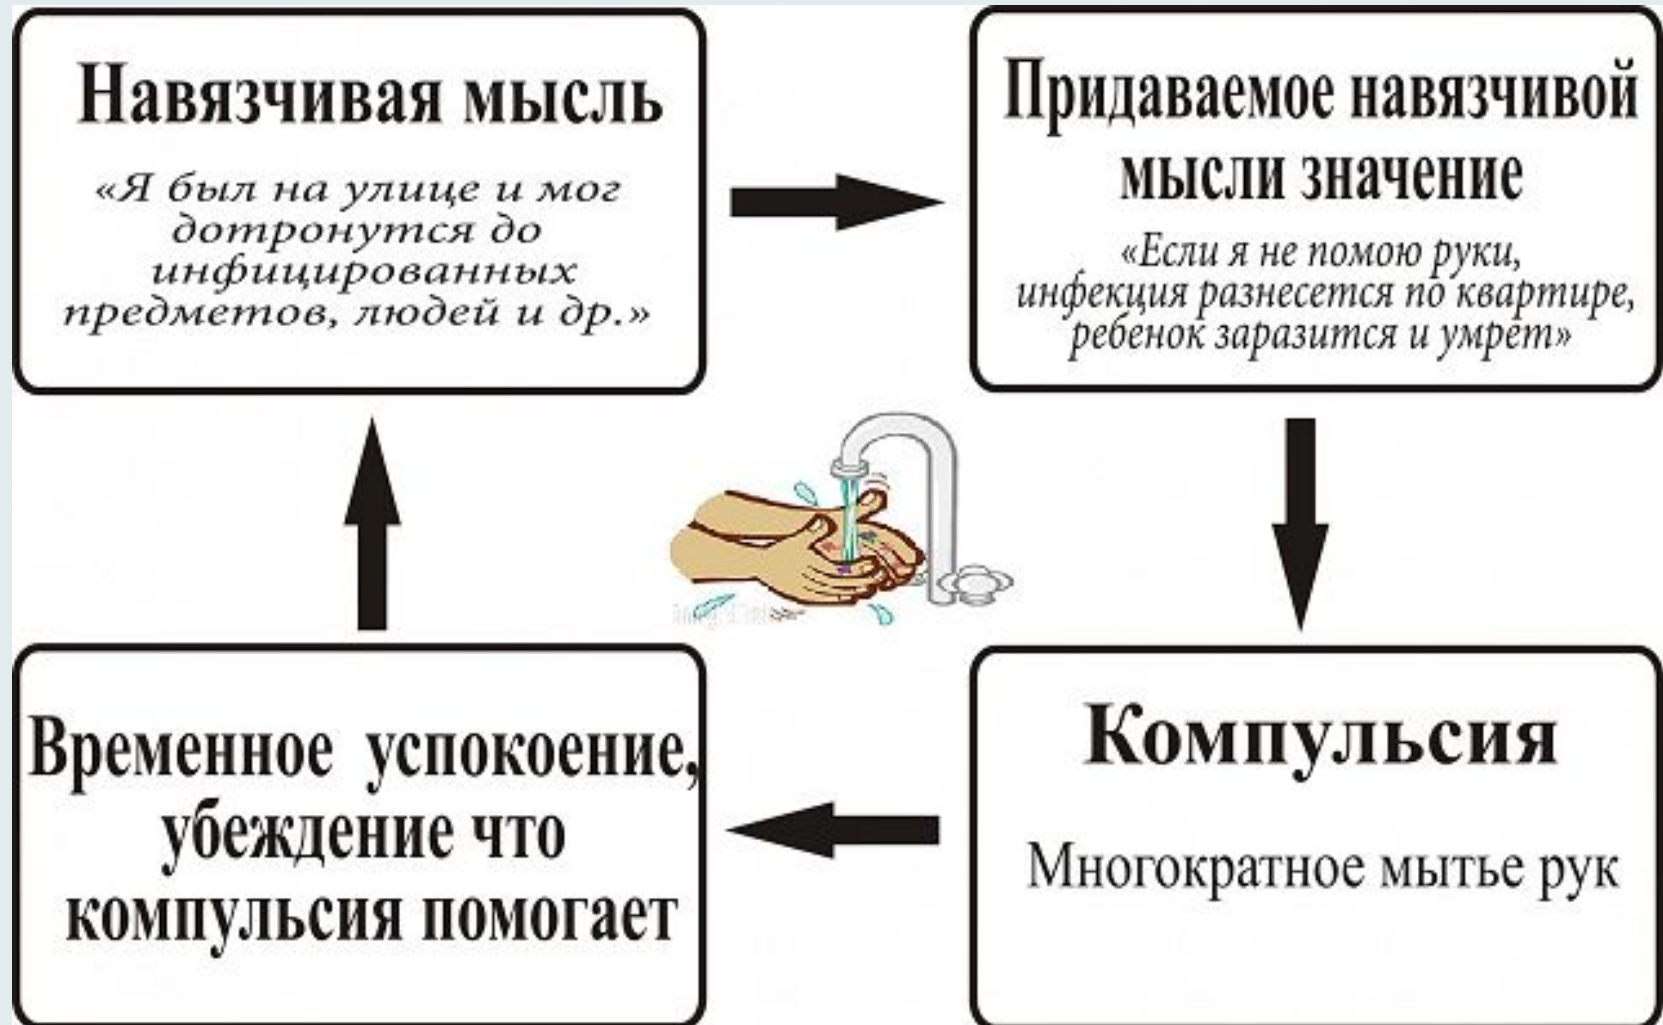 Навязчивая мысль
«Я был на улице и мог
дотронутся до
инфицированных
предметов, людей и др.»
Придаваемое навязчивой
мысли значение
«Если я не помою руки,
инфекция разнесется по квартире,
ребенок заразится и умрет»
Компульсия
Многократное мытье рук
Временное успокоение,
убеждение что
компульсия помогает